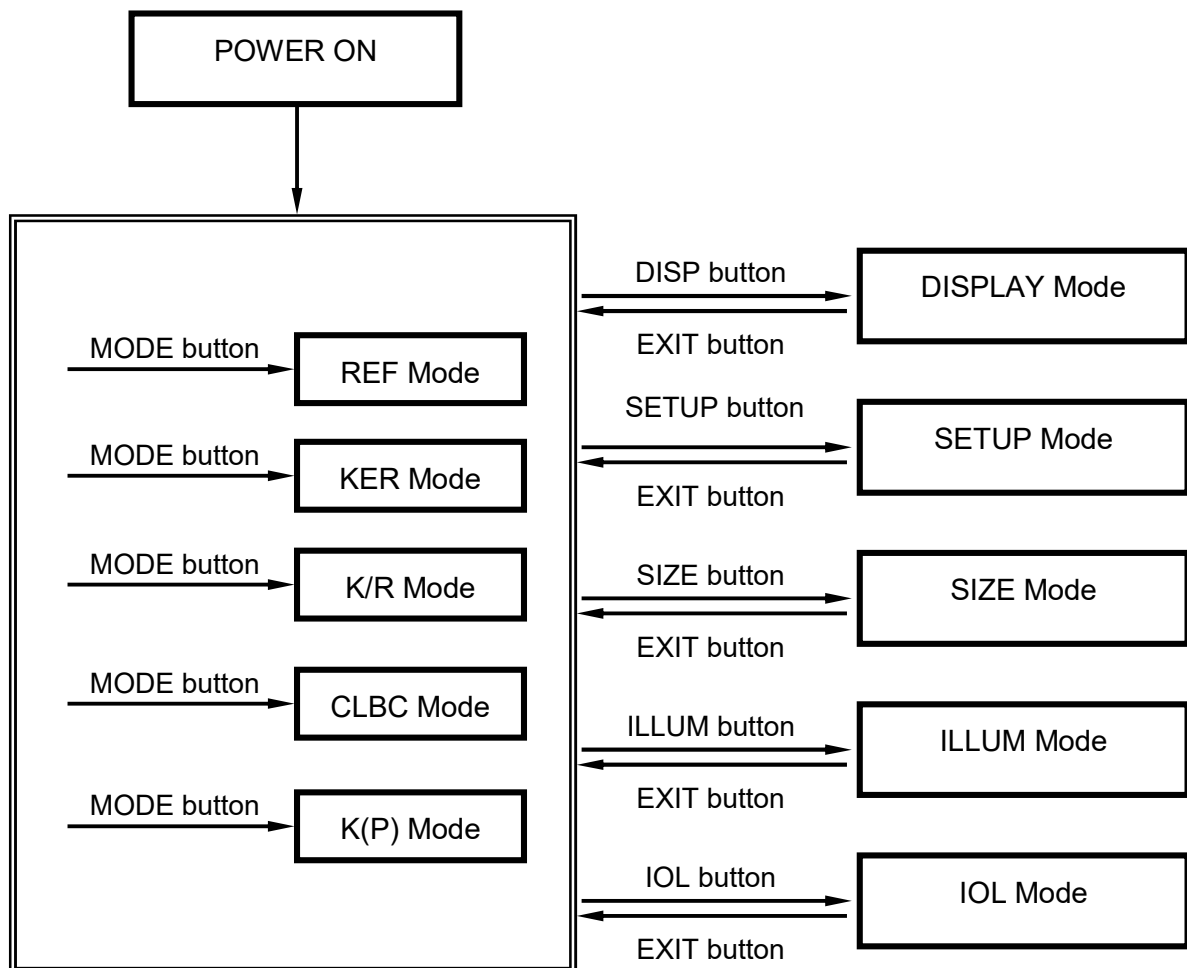 POWER ON
MODE button
REF Mode
MODE button
KER Mode
MODE button
K/R Mode
MODE button
CLBC Mode
MODE button
K(P) Mode
DISP button
EXIT button
DISPLAY Mode
SETUP button
EXIT button
SETUP Mode
SIZE button
EXIT button
SIZE Mode
ILLUM button
EXIT button
ILLUM Mode
IOL button
EXIT button
IOL Mode